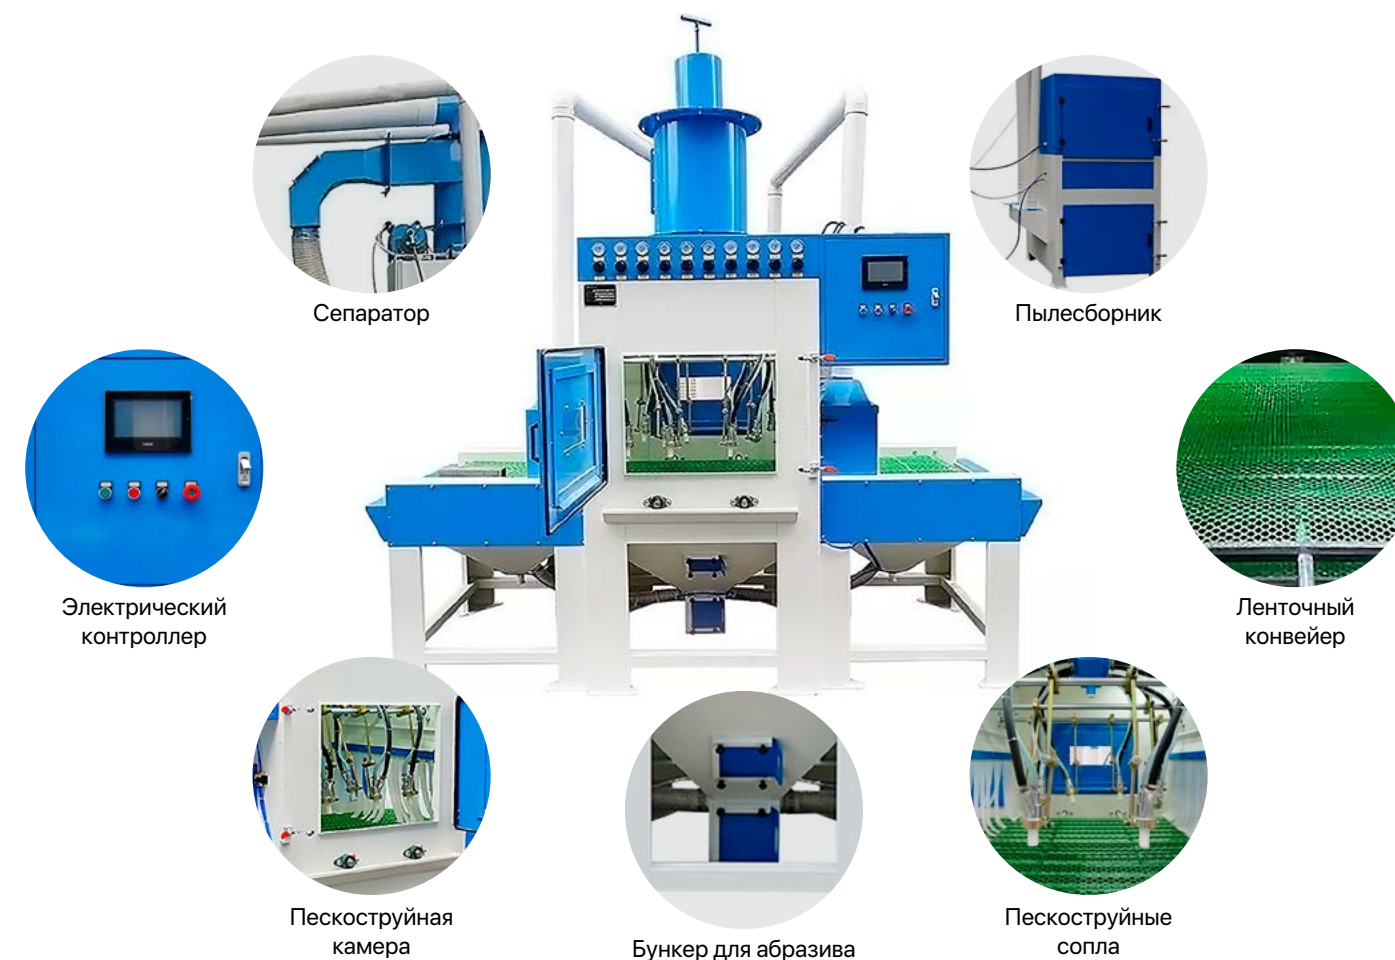 Сепаратор
Пылесборник
Электрический
контроллер
Ленточный
конвейер
Пескоструйная
камера
Бункер для абразива
Пескоструйные
сопла